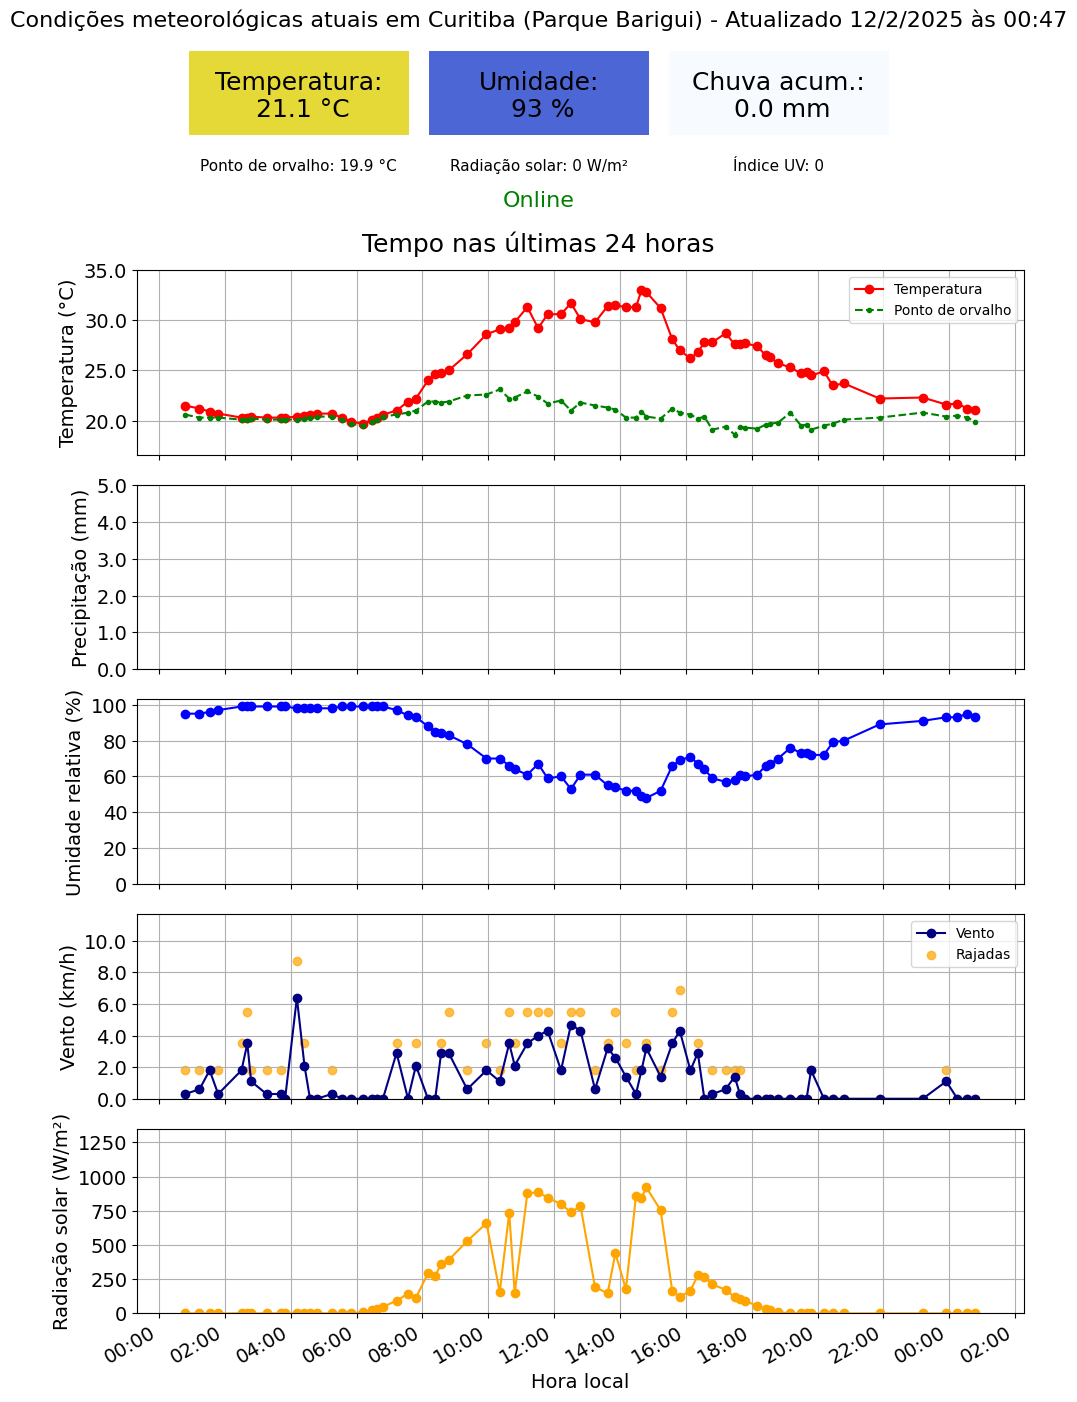 Condições meteorológicas atuais em Curitiba (Parque Barigui) - Atualizado 12/2/2025 às 00:47
Temperatura:
21.1 °C
Umidade:
93 %
Chuva acum.:
0.0 mm
Ponto de orvalho: 19.9 °C
Radiação solar: 0 W/m²
Índice UV: 0
Online
Tempo nas últimas 24 horas
Temperatura (°C)
35.0
30.0
25.0
20.0
Temperatura
Ponto de orvalho
Precipitação (mm)
5.0
4.0
3.0
2.0
1.0
0.0
Umidade relativa (%)
100
80
60
40
20
0
Vento (km/h)
10.0
8.0
6.0
4.0
2.0
0.0
Vento
Rajadas
Radiação solar (W/m²)
1250
1000
750
500
250
0
00:00 02:00 04:00 06:00 08:00 10:00 12:00 14:00 16:00 18:00 20:00 22:00 00:00 02:00
Hora local